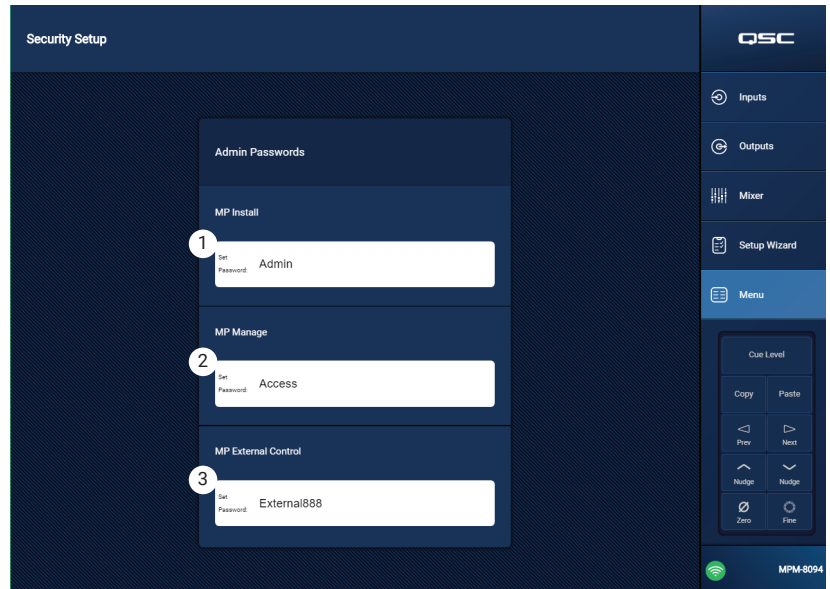 Security Setup
QSC
Inputs
Outputs
Mixer
Setup Wizard
Menu
Admin Passwords
MP Install
1
Set
Password:
Admin
MP Manage
2
Set
Password:
Access
MP External Control
3
Set
Password:
External888
Cue Level
Copy Paste
Prev Next
Nudge Nudge
Zero Fine
MPM-8094